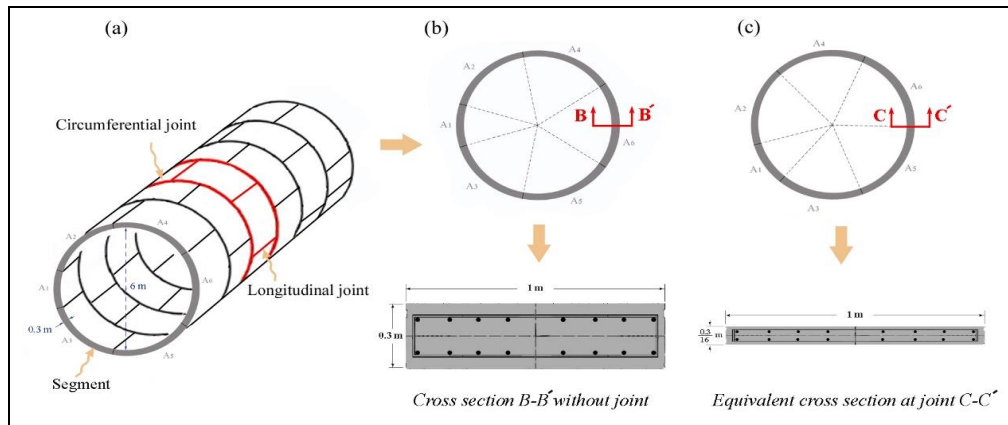 (a)
Circumferential joint
A4
A2
A1
6 m
A6
0.3 m
A3
A5
Longitudinal joint
Segment
(b)
A4
A2
A1
B
B´
A6
A3
A5
1 m
0.3 m
Cross section B-B´ without joint
(c)
A4
A6
A2
C
C´
A1
A5
A3
1 m
0.3
16
m
Equivalent cross section at joint C-C´